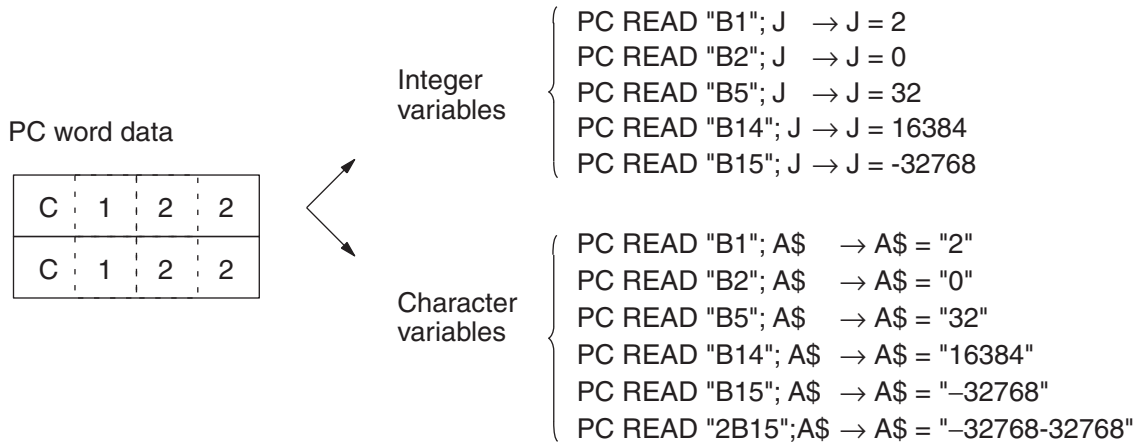 PC word data
C 1 2 2
C 1 2 2
Integer
variables
PC READ "B1"; J → J = 2
PC READ "B2"; J → J = 0
PC READ "B5"; J → J = 32
PC READ "B14"; J → J = 16384
PC READ "B15"; J → J = -32768
Character
variables
PC READ "B1"; A$ → A$ = "2"
PC READ "B2"; A$ → A$ = "0"
PC READ "B5"; A$ → A$ = "32"
PC READ "B14"; A$ → A$ = "16384"
PC READ "B15"; A$ → A$ = "–32768"
PC READ "2B15";A$ → A$ = "–32768-32768"